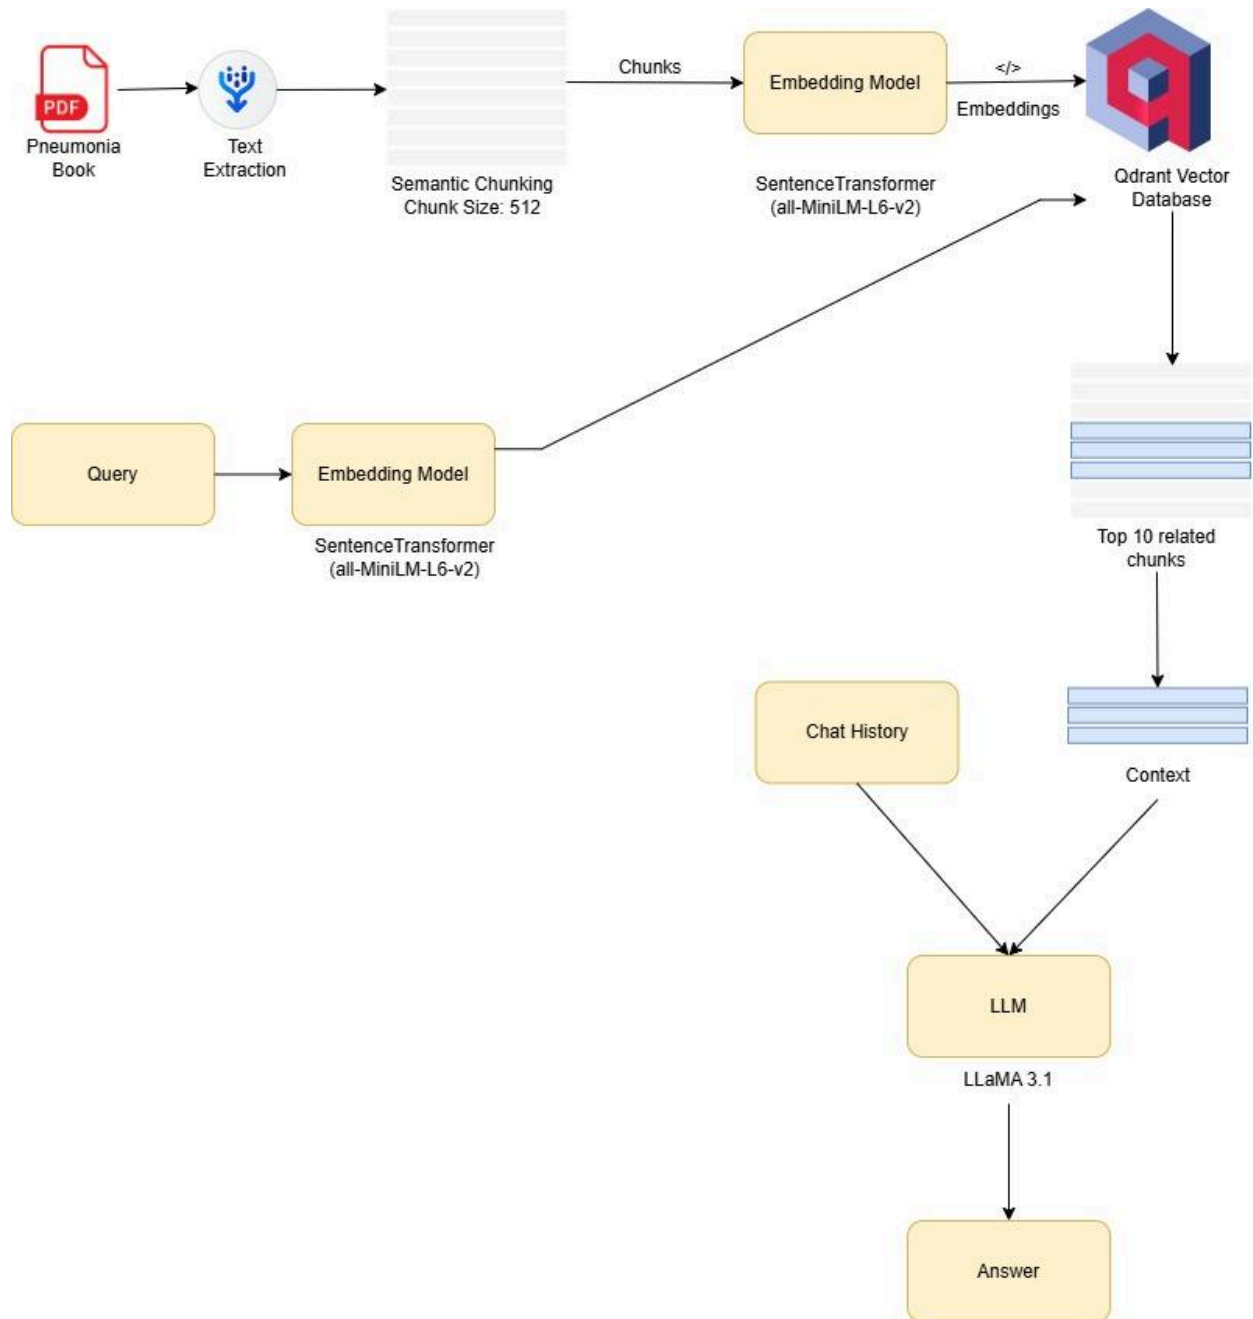 PDF
Pneumonia
Book
Text
Extraction
Semantic Chunking
Chunk Size: 512
Chunks
Embedding Model
SentenceTransformer
(all-MiniLM-L6-v2)
</>
Embeddings
Qdrant Vector
Database
Query
Embedding Model
SentenceTransformer
(all-MiniLM-L6-v2)
Top 10 related
chunks
Chat History
Context
LLM
LLaMA 3.1
Answer